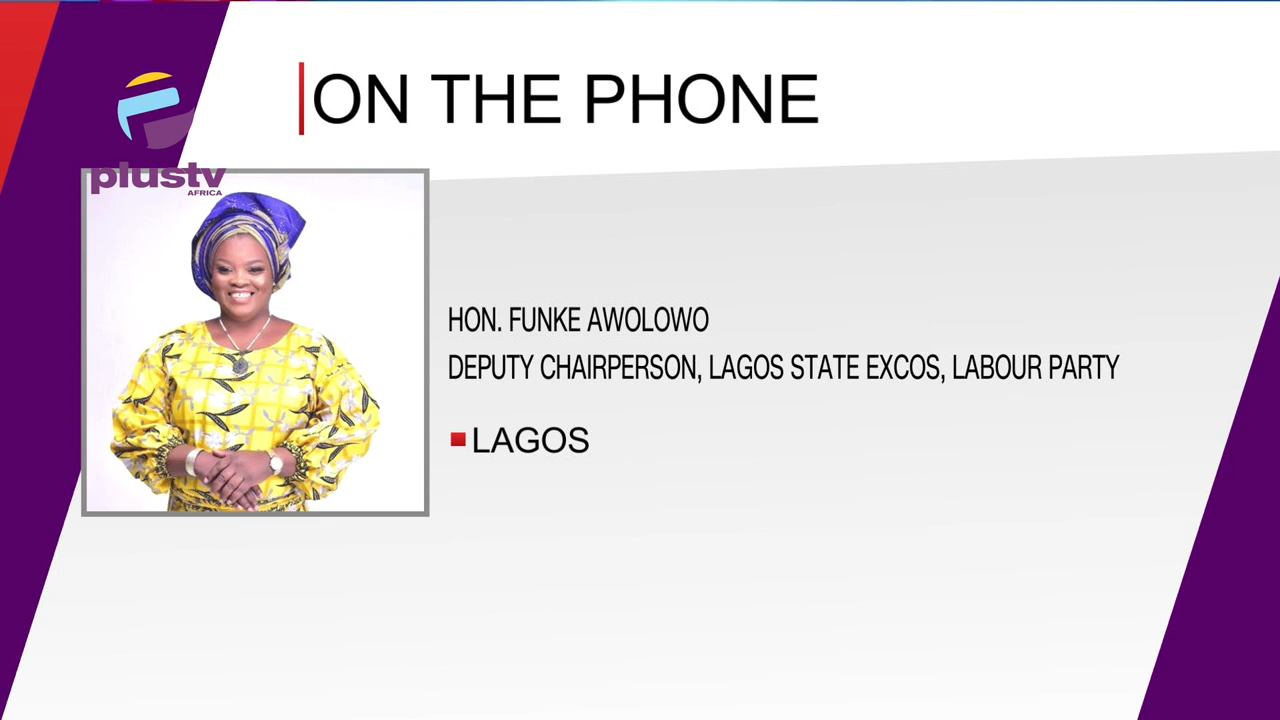 ON THE PHONE
plustv
AFRICA
HON. FUNKE AWOLOWO
DEPUTY CHAIRPERSON, LAGOS STATE EXCOS, LABOUR PARTY
LAGOS